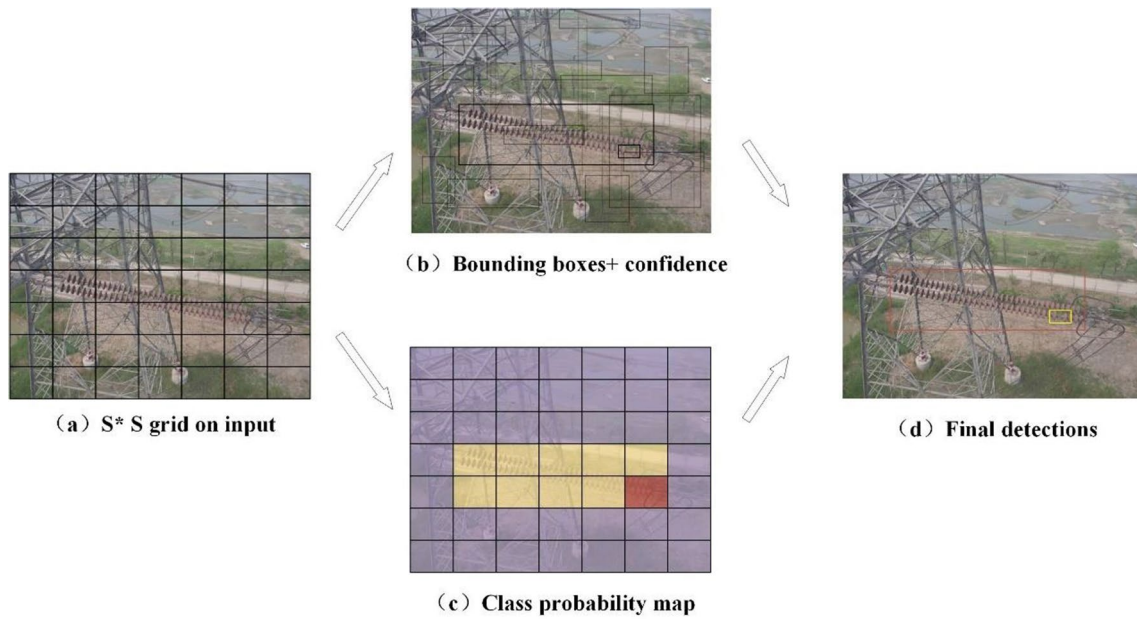 (b) Bounding boxes+ confidence
(a) S* S grid on input
(d) Final detections
(c) Class probability map